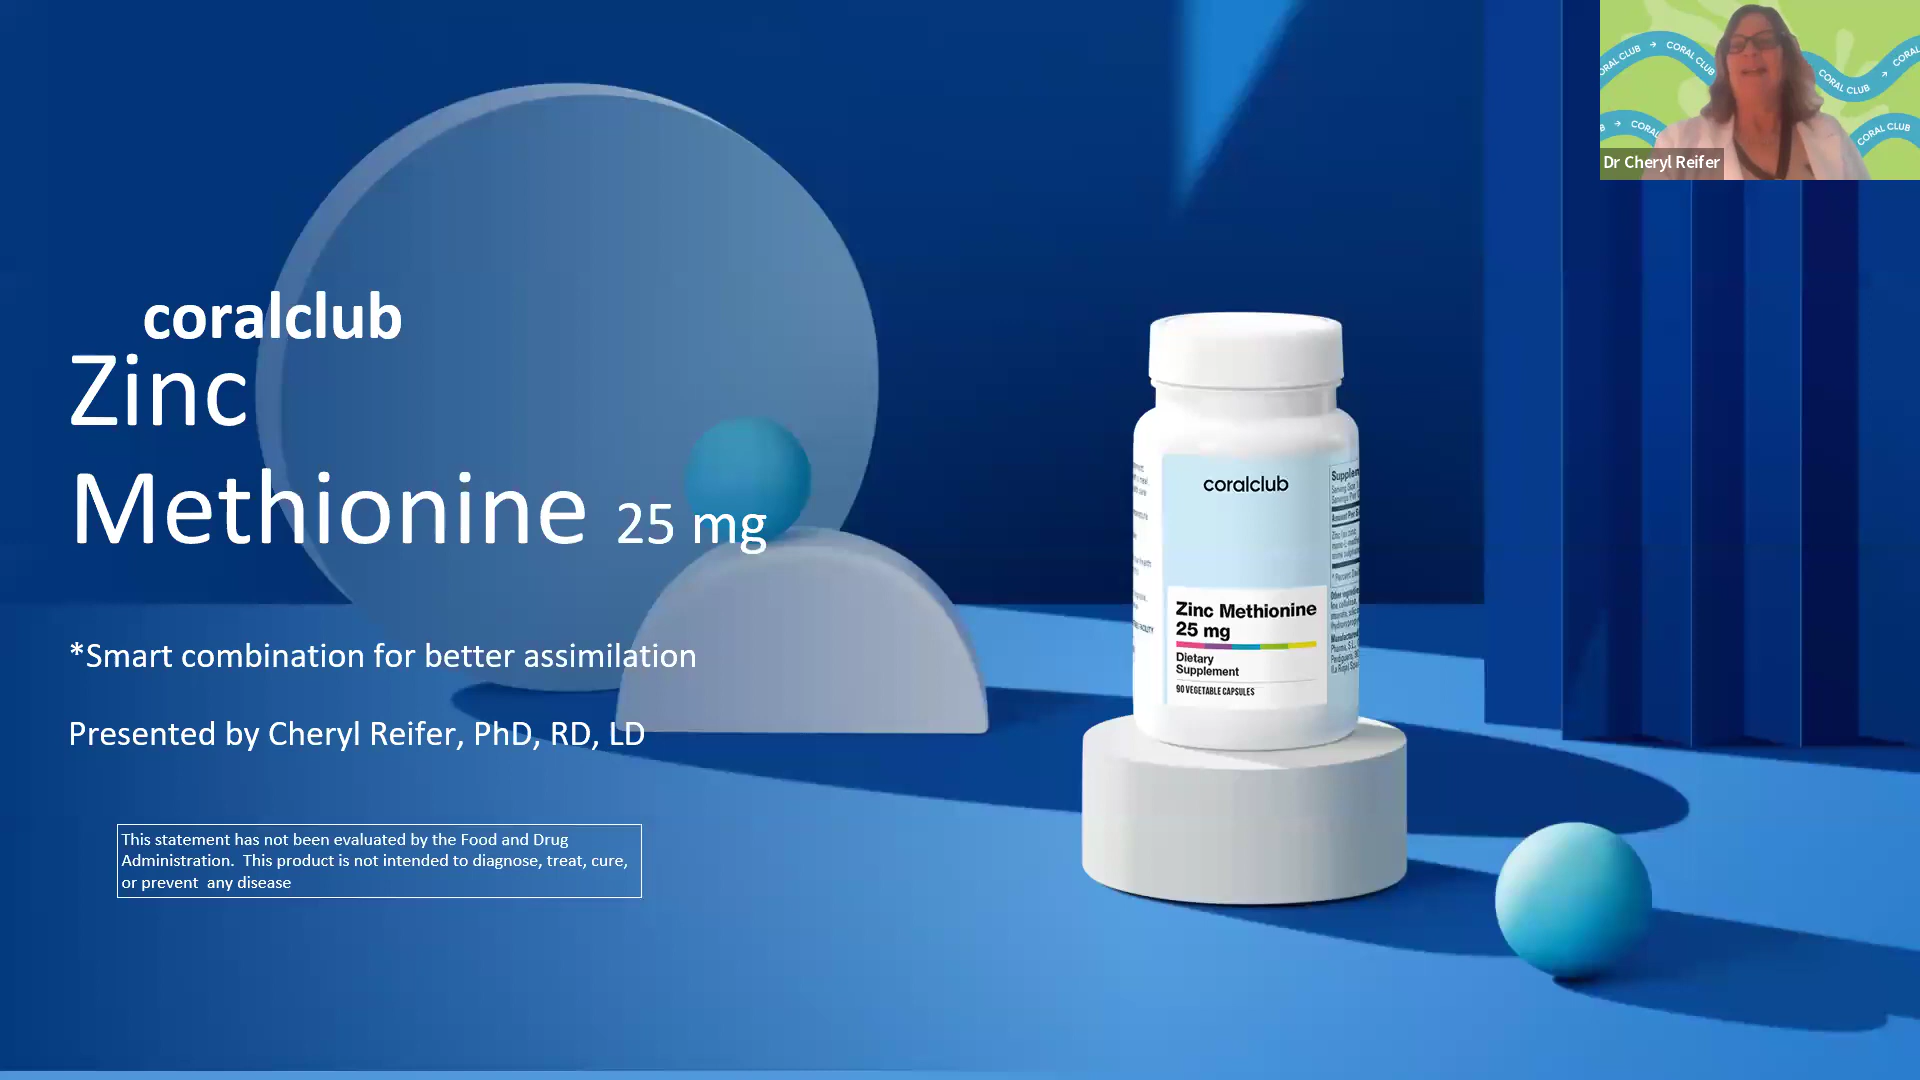 CORAL CLUB
CORAL CLUB
CORAL CLUB
Dr Cheryl Reifer
coralclub
Zinc
Methionine 25 mg
*Smart combination for better assimilation
Presented by Cheryl Reifer, PhD, RD, LD
This statement has not been evaluated by the Food and Drug
Administration.  This product is not intended to diagnose, treat, cure,
or prevent  any disease
coralclub
Zinc Methionine
25 mg
Dietary
Supplement
90 VEGETABLE CAPSULES